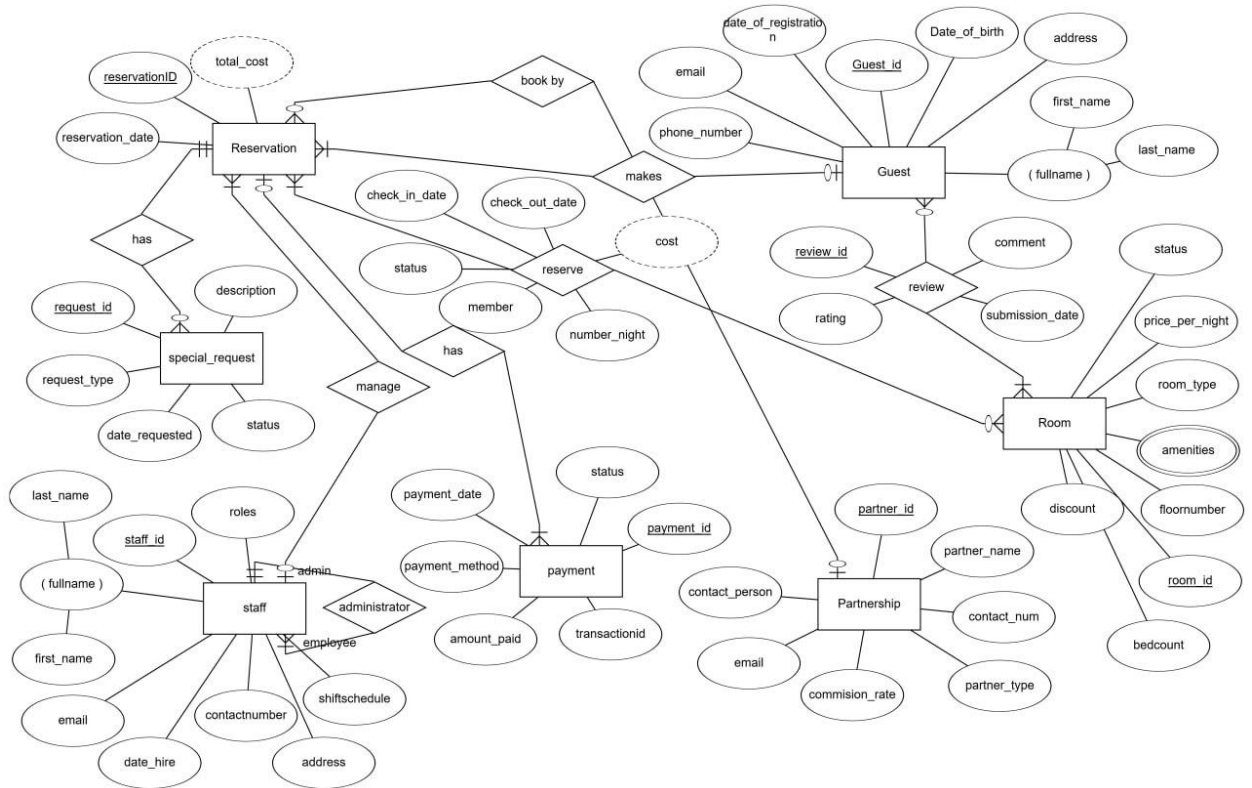 date_of_registratio
n
Date_of_birth
address
total_cost
reservationID
email
Guest_id
book by
first_name
reservation_date
phone_number
Reservation
last_name
Guest
( fullname )
makes
check_in_date
check_out_date
has
cost
comment
status
review_id
status
reserve
review
description
request_id
member
rating
submission_date
price_per_night
number_night
has
special_request
request_type
manage
room_type
Room
date_requested
status
amenities
last_name
roles
status
payment_date
discount
floornumber
partner_id
staff_id
payment_id
partner_name
admin
payment_method
payment
room_id
( fullname )
contact_person
staff
administrator
Partnership
contact_num
employee
amount_paid
transactionid
bedcount
first_name
email
partner_type
commision_rate
shiftschedule
email
contactnumber
date_hire
address